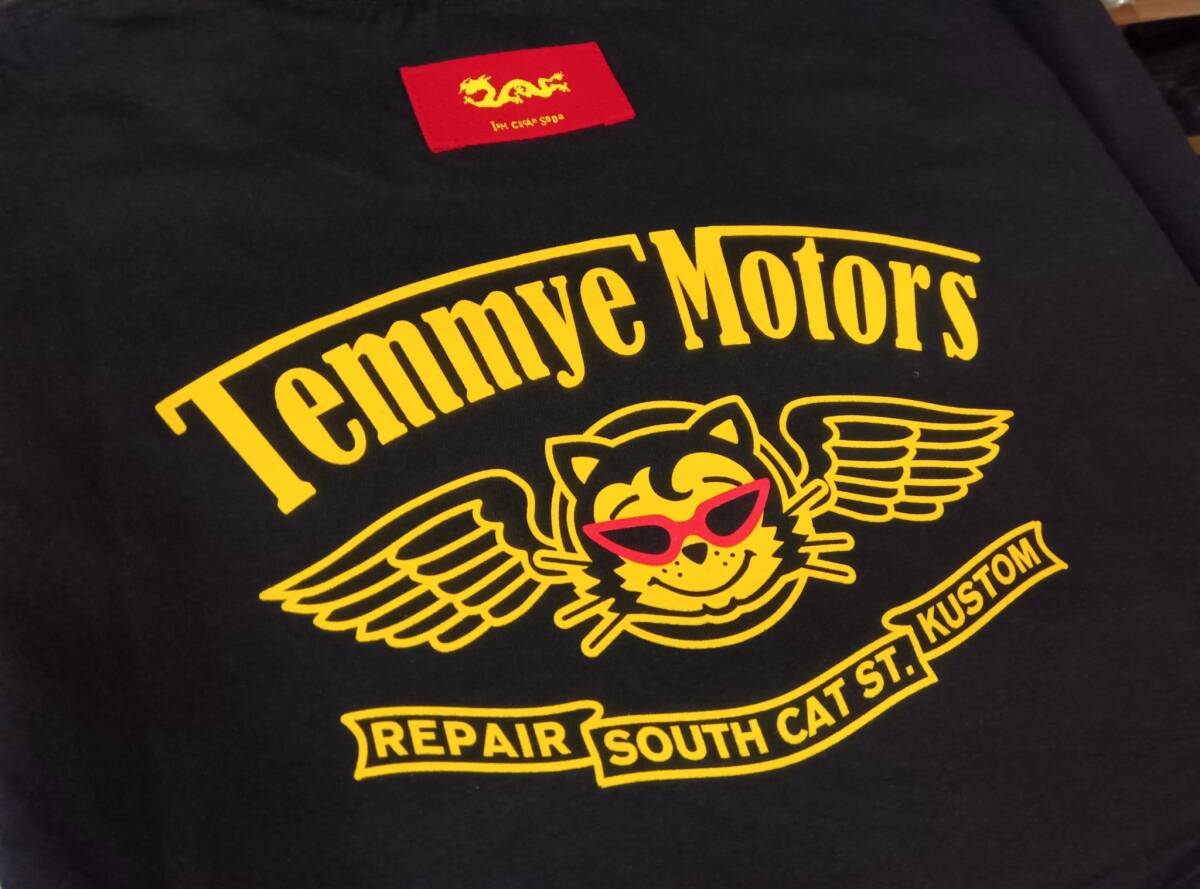 Temmye Motors
REPAIR SOUTH CAT ST. KUSTOM